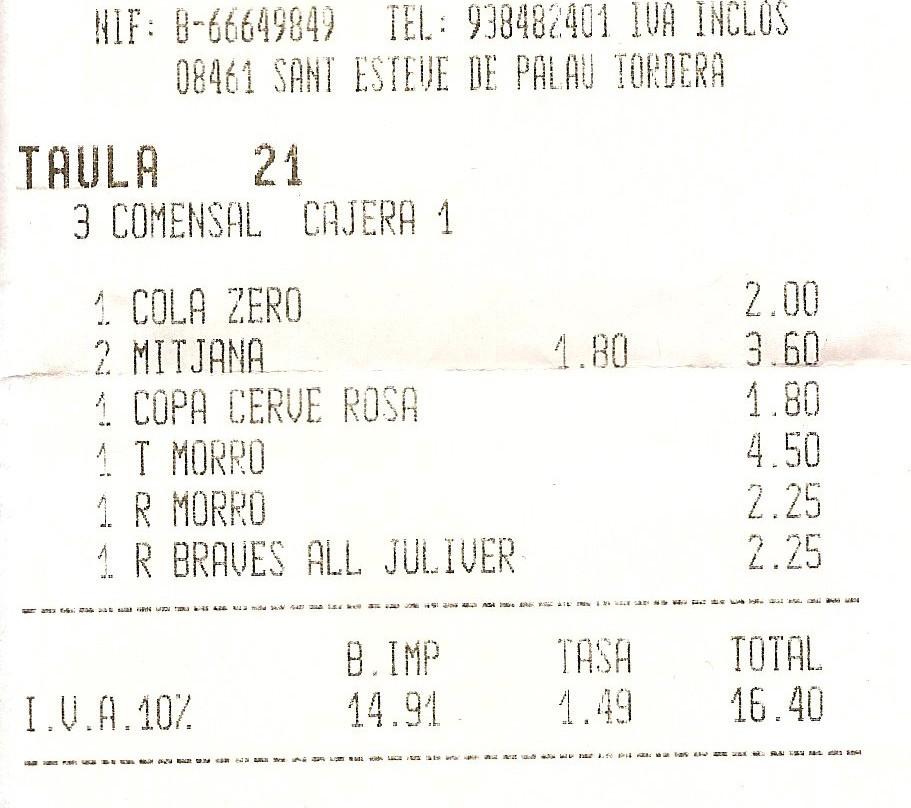 NIF: B-66649849 TEL: 938482401 IVA INCLOS
08461 SANT ESTEVE DE PALAU TORDERA
TAULA 21
3 COMENSAL CAJERA 1
1 COLA ZERO 2.00
2 MITJANA 1.80 3.60
1 COPA CERVE ROSA 1.80
1 T MORRO 4.50
1 R MORRO 2.25
1 R BRAVES ALL JULIVER 2.25
B.IMP TASA TOTAL
I.V.A.10% 14.91 1.49 16.40